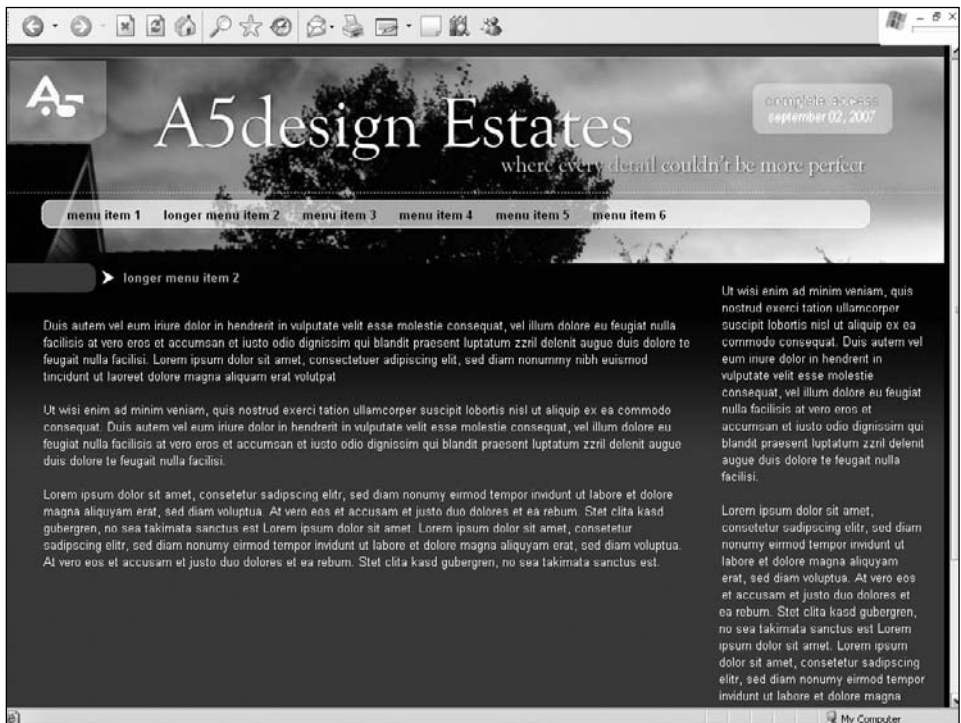 A5design Estates
where every detail couldn't be more perfect
complete access
september 02, 2007
menu item 1 longer menu item 2 menu item 3 menu item 4 menu item 5 menu item 6
longer menu item 2
Duis autem vel eum iriure dolor in hendrerit in vulputate velit esse molestie consequat, vel illum dolore eu feugiat nulla
facilisis at vero eros et accumsan et iusto odio dignissim qui blandit praesent luptatum zzril delenit augue duis dolore te
feugait nulla facilisi. Lorem ipsum dolor sit amet, consectetuer adipiscing elit, sed diam nonummy nibh euismod
tincidunt ut laoreet dolore magna aliquam erat volutpat
Ut wisi enim ad minim veniam, quis nostrud exerci tation ullamcorper suscipit lobortis nisl ut aliquip ex ea commodo
consequat. Duis autem vel eum iriure dolor in hendrerit in vulputate velit esse molestie consequat, vel illum dolore eu
feugiat nulla facilisis at vero eros et accumsan et iusto odio dignissim qui blandit praesent luptatum zzril delenit augue
duis dolore te feugait nulla facilisi.
Lorem ipsum dolor sit amet, consetetur sadipscing elitr, sed diam nonumy eirmod tempor invidunt ut labore et dolore
magna aliquyam erat, sed diam voluptua. At vero eos et accusam et justo duo dolores et ea rebum. Stet clita kasd
gubergren, no sea takimata sanctus est Lorem ipsum dolor sit amet. Lorem ipsum dolor sit amet, consetetur
sadipscing elitr, sed diam nonumy eirmod tempor invidunt ut labore et dolore magna aliquyam erat, sed diam voluptua.
At vero eos et accusam et justo duo dolores et ea rebum. Stet clita kasd gubergren, no sea takimata sanctus est.
Ut wisi enim ad minim veniam, quis
nostrud exerci tation ullamcorper
suscipit lobortis nisl ut aliquip ex ea
commodo consequat. Duis autem vel
eum iriure dolor in hendrerit in
vulputate velit esse molestie
consequat, vel illum dolore eu feugiat
nulla facilisis at vero eros et
accumsan et iusto odio dignissim qui
blandit praesent luptatum zzril delenit
augue duis dolore te feugait nulla
facilisi.
Lorem ipsum dolor sit amet,
consetetur sadipscing elitr, sed diam
nonumy eirmod tempor invidunt ut
labore et dolore magna aliquyam
erat, sed diam voluptua. At vero eos
et accusam et justo duo dolores et
ea rebum. Stet clita kasd gubergren,
no sea takimata sanctus est Lorem
ipsum dolor sit amet. Lorem ipsum
dolor sit amet, consetetur sadipscing
elitr, sed diam nonumy eirmod tempor
invidunt ut labore et dolore magna
My Computer